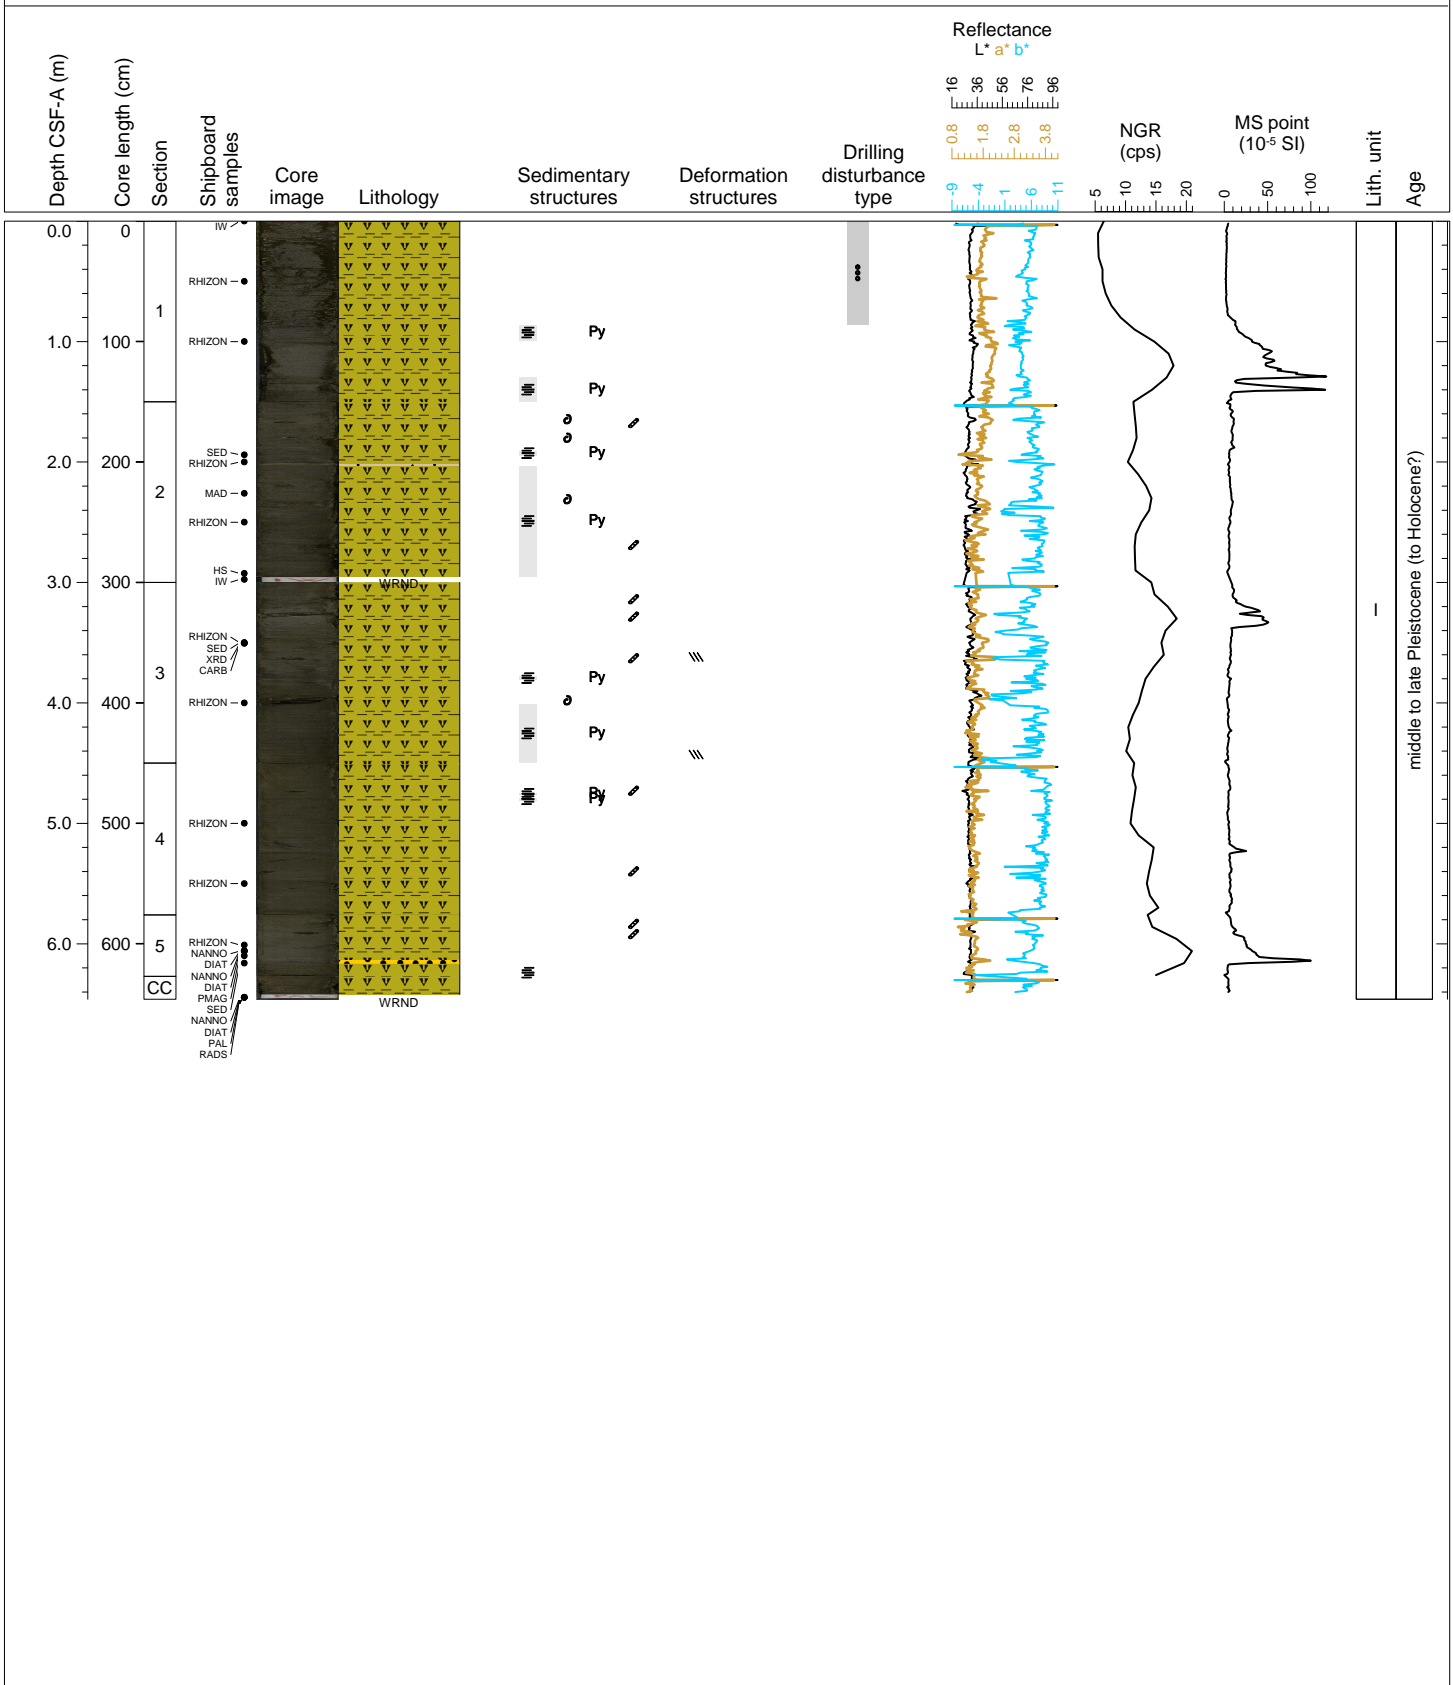 Depth CSF-A (m)
Core length (cm)
Section
Shipboard
samples
Core
image
Lithology
Sedimentary
structures
Deformation
structures
Drilling
disturbance
type
Reflectance
L* a* b*
16 36 56 76 96
0.8 1.8 2.8 3.8
-9 -4 1 6 11
NGR
(cps)
5 10 15 20
MS point
(10-5 SI)
0 50 100
Lith. unit
Age
0.0 0
1.0 100
2.0 200
3.0 300
4.0 400
5.0 500
6.0 600
1
2
3
4
5
CC
IW
RHIZON
RHIZON
SED
RHIZON
MAD
RHIZON
HS
IW
RHIZON
SED
XRD
CARB
RHIZON
RHIZON
RHIZON
RHIZON
NANNO
DIAT
NANNO
DIAT
PMAG
SED
NANNO
DIAT
PAL
RADS
WRND
WRND
Py
Py
Py
Py
Py
Py
Py
Py
I
middle to late Pleistocene (to Holocene?)